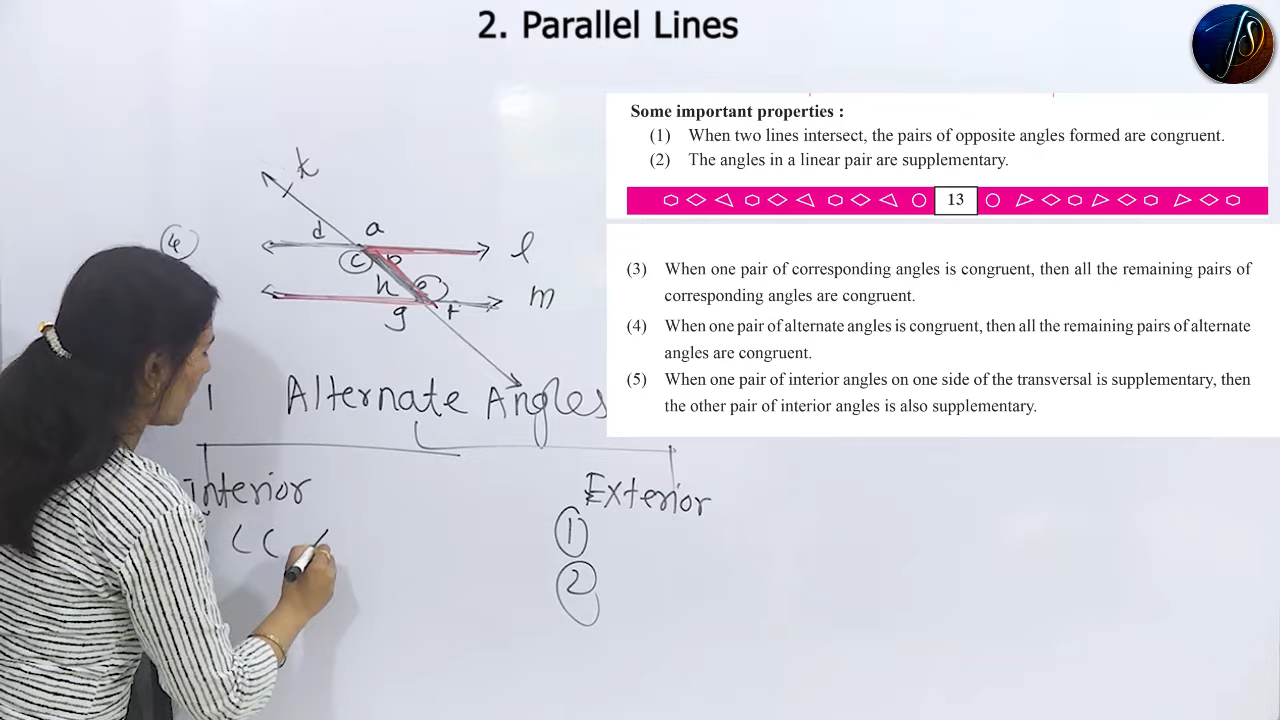 2. Parallel Lines
Some important properties :
(1) When two lines intersect, the pairs of opposite angles formed are congruent.
(2) The angles in a linear pair are supplementary.
13
(3) When one pair of corresponding angles is congruent, then all the remaining pairs of
corresponding angles are congruent.
(4) When one pair of alternate angles is congruent, then all the remaining pairs of alternate
angles are congruent.
(5) When one pair of interior angles on one side of the transversal is supplementary, then
the other pair of interior angles is also supplementary.
t
d a
c b
l
h e
m
g f
Alternate Angles
Interior Exterior
1
2